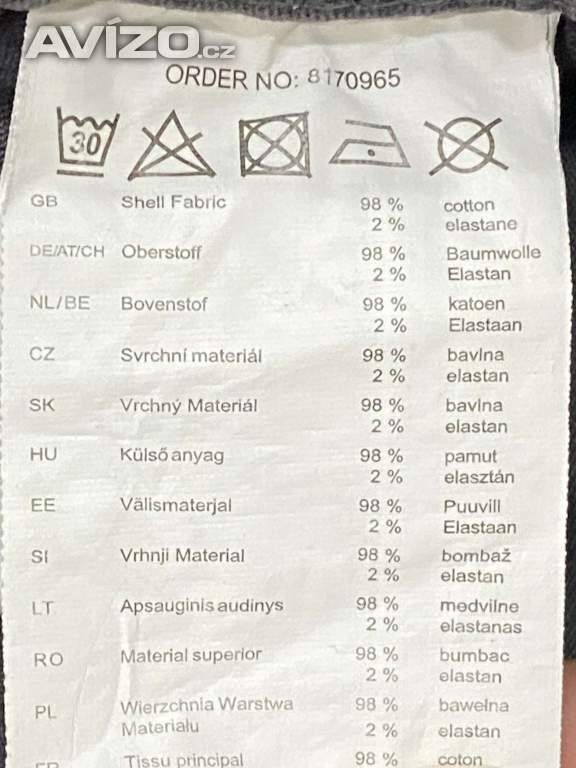 AVÍZO.cz
ORDER NO: 8170965
30
GB Shell Fabric 98 % cotton
2 % elastane
DE/AT/CH Oberstoff 98 % Baumwolle
2 % Elastan
NL/BE Bovenstof 98 % katoen
2 % Elastaan
CZ Svrchní materiál 98 % bavlna
2 % elastan
SK Vrchný Materiál 98 % bavlna
2 % elastan
HU Külső anyag 98 % pamut
2 % elasztán
EE Välismaterjal 98 % Puuvill
2 % Elastaan
SI Vrhnji Material 98 % bombaž
2 % elastan
LT Apsauginis audinys 98 % medvilne
2 % elastanas
RO Material superior 98 % bumbac
2 % elastan
PL Wierzchnia Warstwa 98 % bawełna
Materiału 2 % elastan
Tissu principal 98 % coton